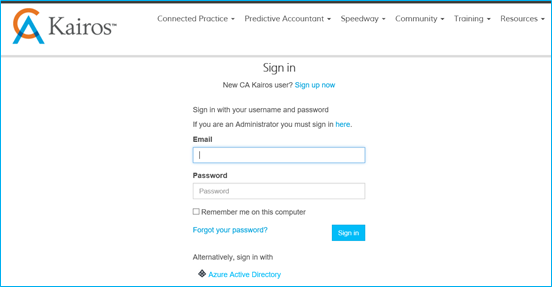 Kairos™
Connected Practice Predictive Accountant Speedway Community Training Resources
Sign in
New CA Kairos user? Sign up now
Sign in with your username and password
If you are an Administrator you must sign in here.
Email
Password
Password
Remember me on this computer
Forgot your password? Sign in
Alternatively, sign in with
Azure Active Directory